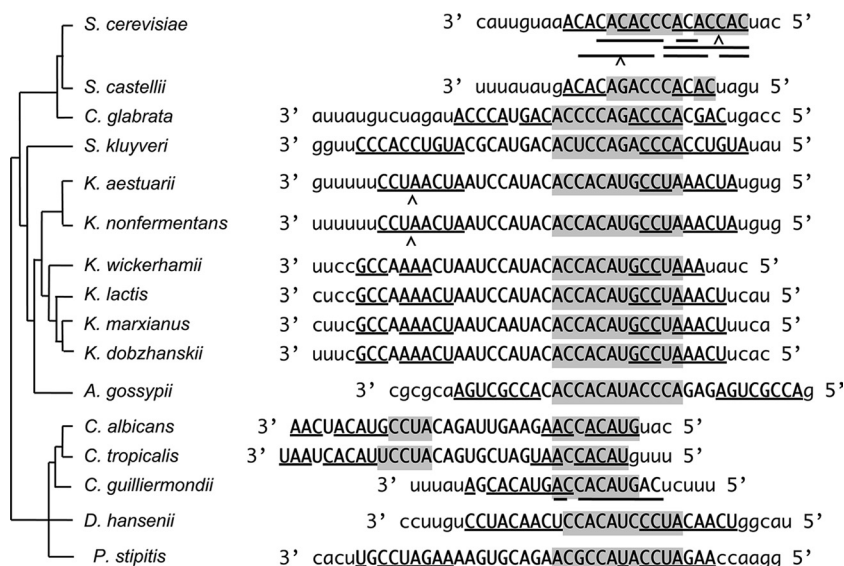 S. cerevisiae 3’ cauuguaaACACACACCCACACCACuac 5’
^
^
S. castellii 3’ uuuauaugACACAGACCCACACuagu 5’
C. glabrata 3’ auuaugucuagauACCCAUGACACCCCAGACCCACGACugacc 5’
S. kluyveri 3’ gguuCCCACCUGUACGCAUGACACUCCAGACCCACCUGUAuau 5’
K. aestuarii 3’ guuuuuCCUAACUAAUCCAUACACCACAUGCCUAAACUAugug 5’
^
K. nonfermentans 3’ uuuuuuCCUAACUAAUCCAUACACCACAUGCCUAAACUAugug 5’
^
K. wickerhamii 3’ uuccGCCAAAACUAAUCCAUACACCACAUGCCUAAAuauc 5’
K. lactis 3’ cuccGCCAAAACUAAUCCAUACACCACAUGCCUAAACUucau 5’
K. marxianus 3’ cuucGCCAAAACUAAUCAAUACACCACAUGCCUAAACUuuca 5’
K. dobzhanskii 3’ uuucGCCAAAACUAAUCCAUACACCACAUGCCUAAACUucac 5’
A. gossypii 3’ cgcgcaAGUCGCCACACCACAUACCCAGAGAGUCGCCAg 5’
C. albicans 3’ AACUACAUGCCUACAGAUUGAAGAACCACAUGuac 5’
C. tropicalis 3’ UAAUCACAUUCCUACAGUGCUAGUAACCACAUguuu 5’
C. guilliermondii 3’ uuuauAGCACAUGACCACAUGACUcuuu 5’
D. hansenii 3’ ccuuguCCUACAACUCCACAUCCCUACAACUggcau 5’
P. stipitis 3’ cacuUGCCUAGAAAAGUGCAGAACGCCAUACCUAGAAccaagg 5’